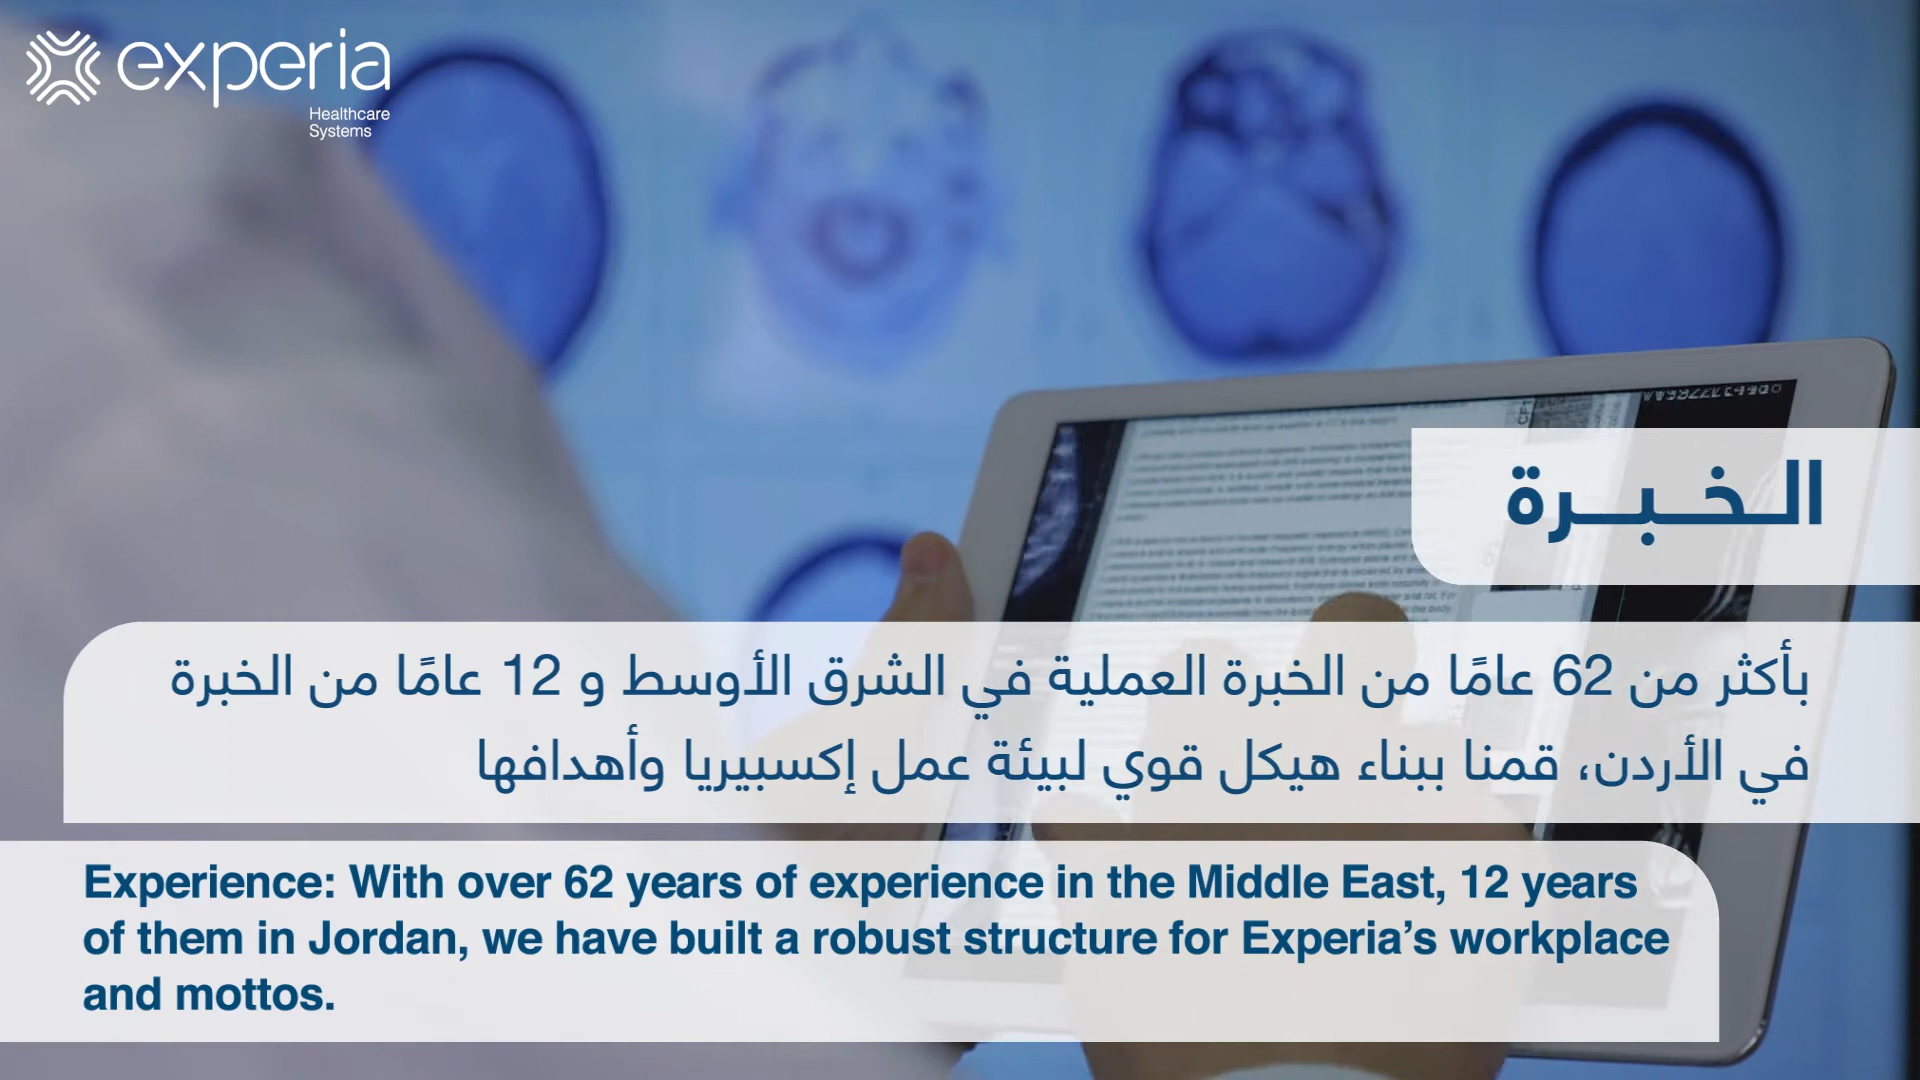 experia
Healthcare
Systems
الـخـبـرة
بأكثر من 62 عامًا من الخبرة العملية في الشرق الأوسط و 12 عامًا من الخبرة
في الأردن، قمنا ببناء هيكل قوي لبيئة عمل إكسبيريا وأهدافها
Experience: With over 62 years of experience in the Middle East, 12 years
of them in Jordan, we have built a robust structure for Experia’s workplace
and mottos.